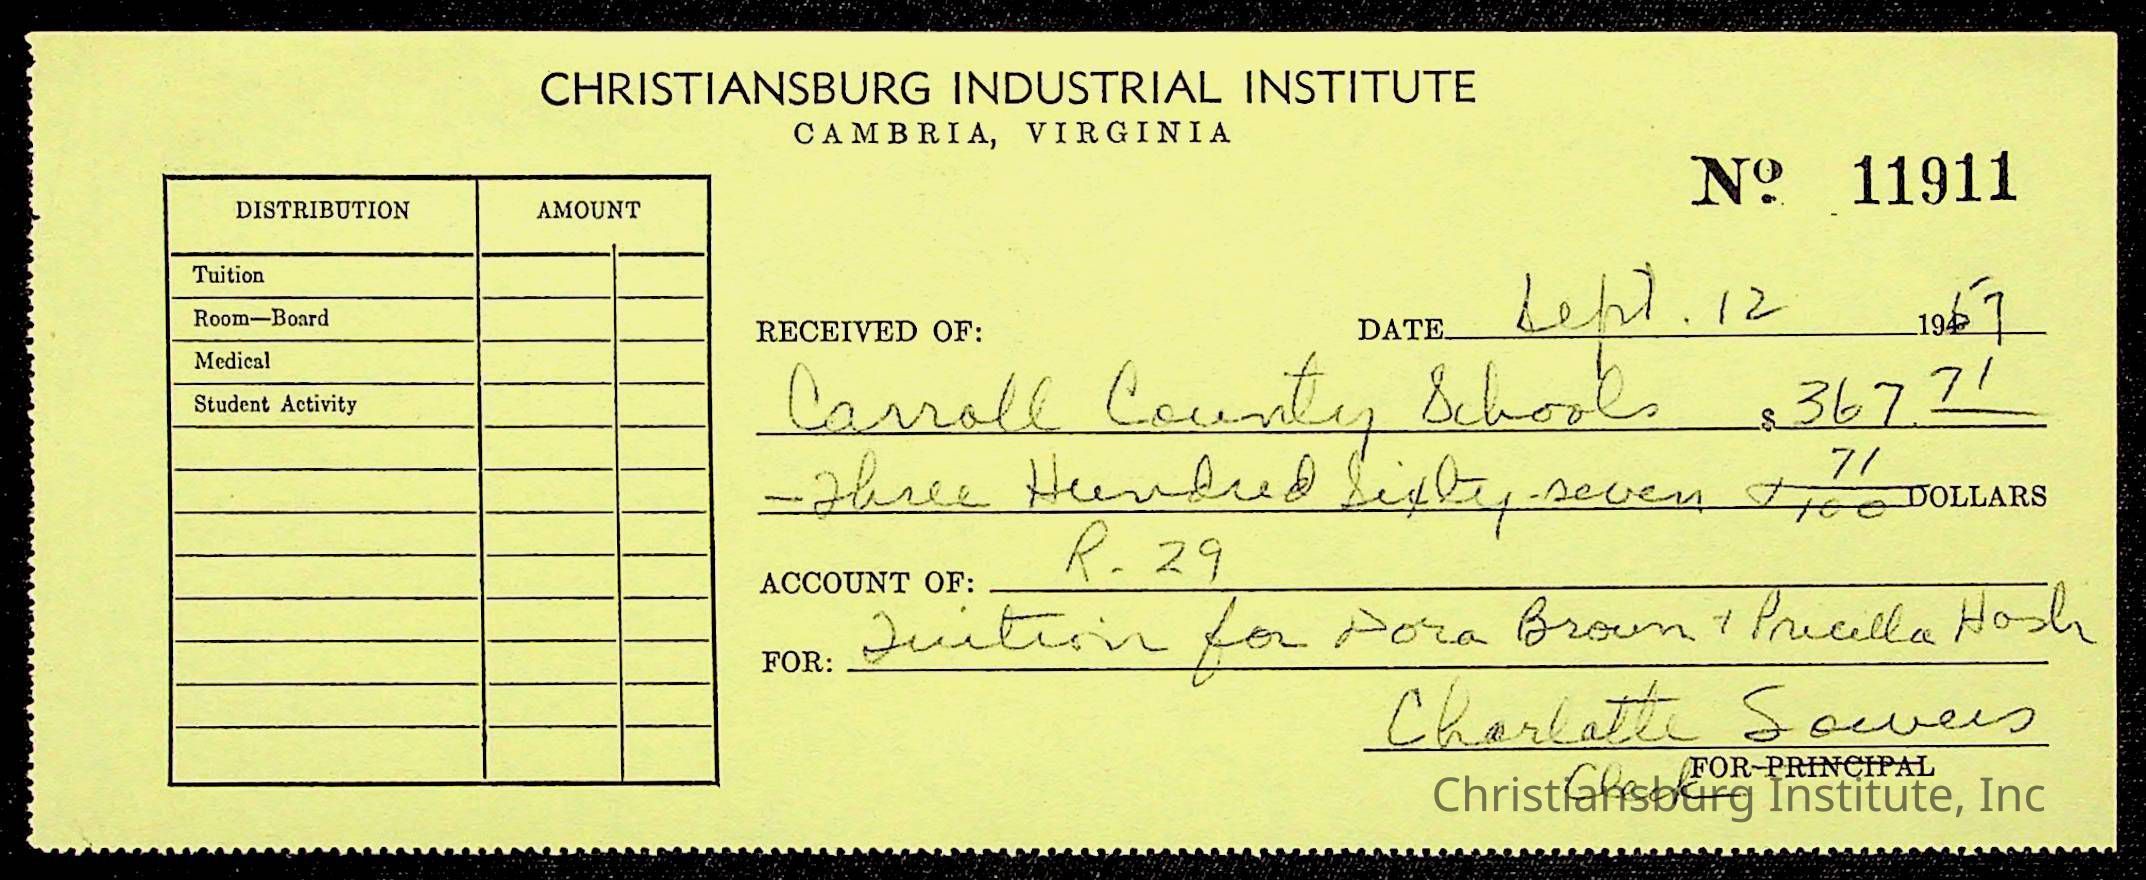 CHRISTIANSBURG INDUSTRIAL INSTITUTE
CAMBRIA, VIRGINIA
Nº 11911
DISTRIBUTION AMOUNT
Tuition
Room—Board
Medical
Student Activity
RECEIVED OF: DATE Sept. 12
Carroll County Schools $ 367.71
Three Hundred Sixty-seven + 71/100 DOLLARS
ACCOUNT OF: R-29
FOR: Tuition for Dora Brown + Pricilla Hash
Charlotte Sowers
FOR PRINCIPAL
Clerk
Christiansburg Institute, Inc